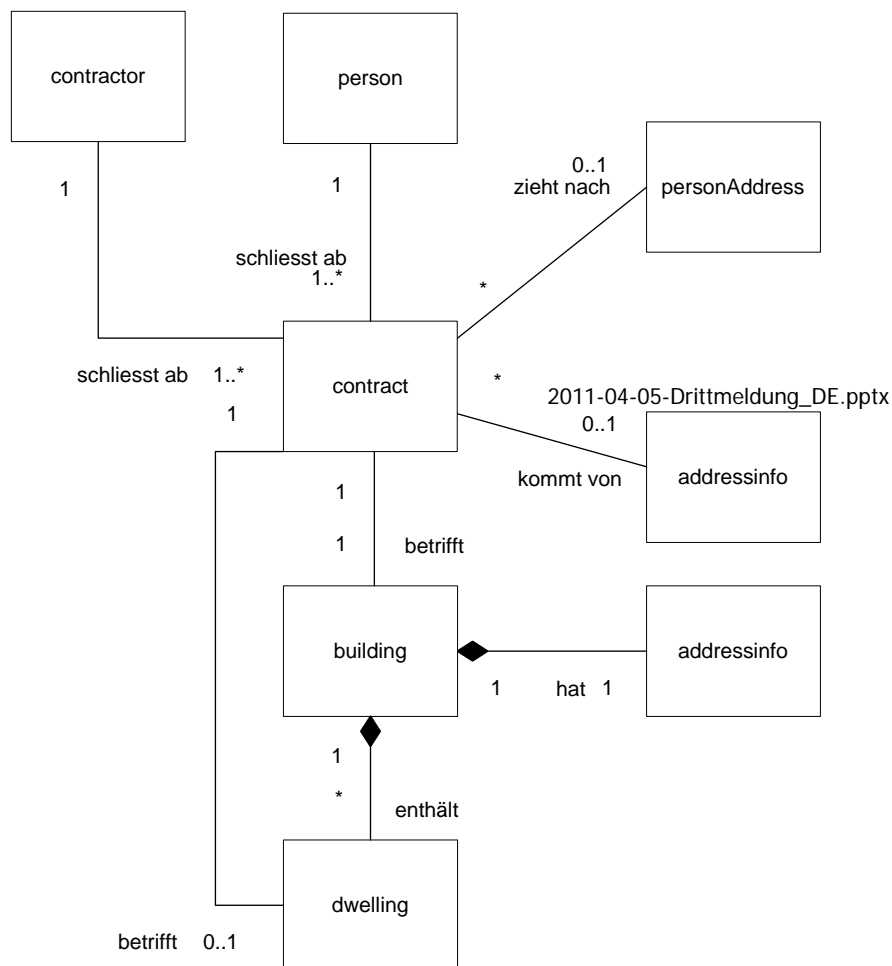 contractor
person
1
1
0..1
zieht nach
personAddress
schliesst ab
1..*
*
schliesst ab 1..*
contract
*
1
2011-04-05-Drittmeldung_DE.pptx
0..1
kommt von
addressinfo
1
1
betrifft
building
1 hat 1
addressinfo
1
*
enthält
dwelling
betrifft 0..1